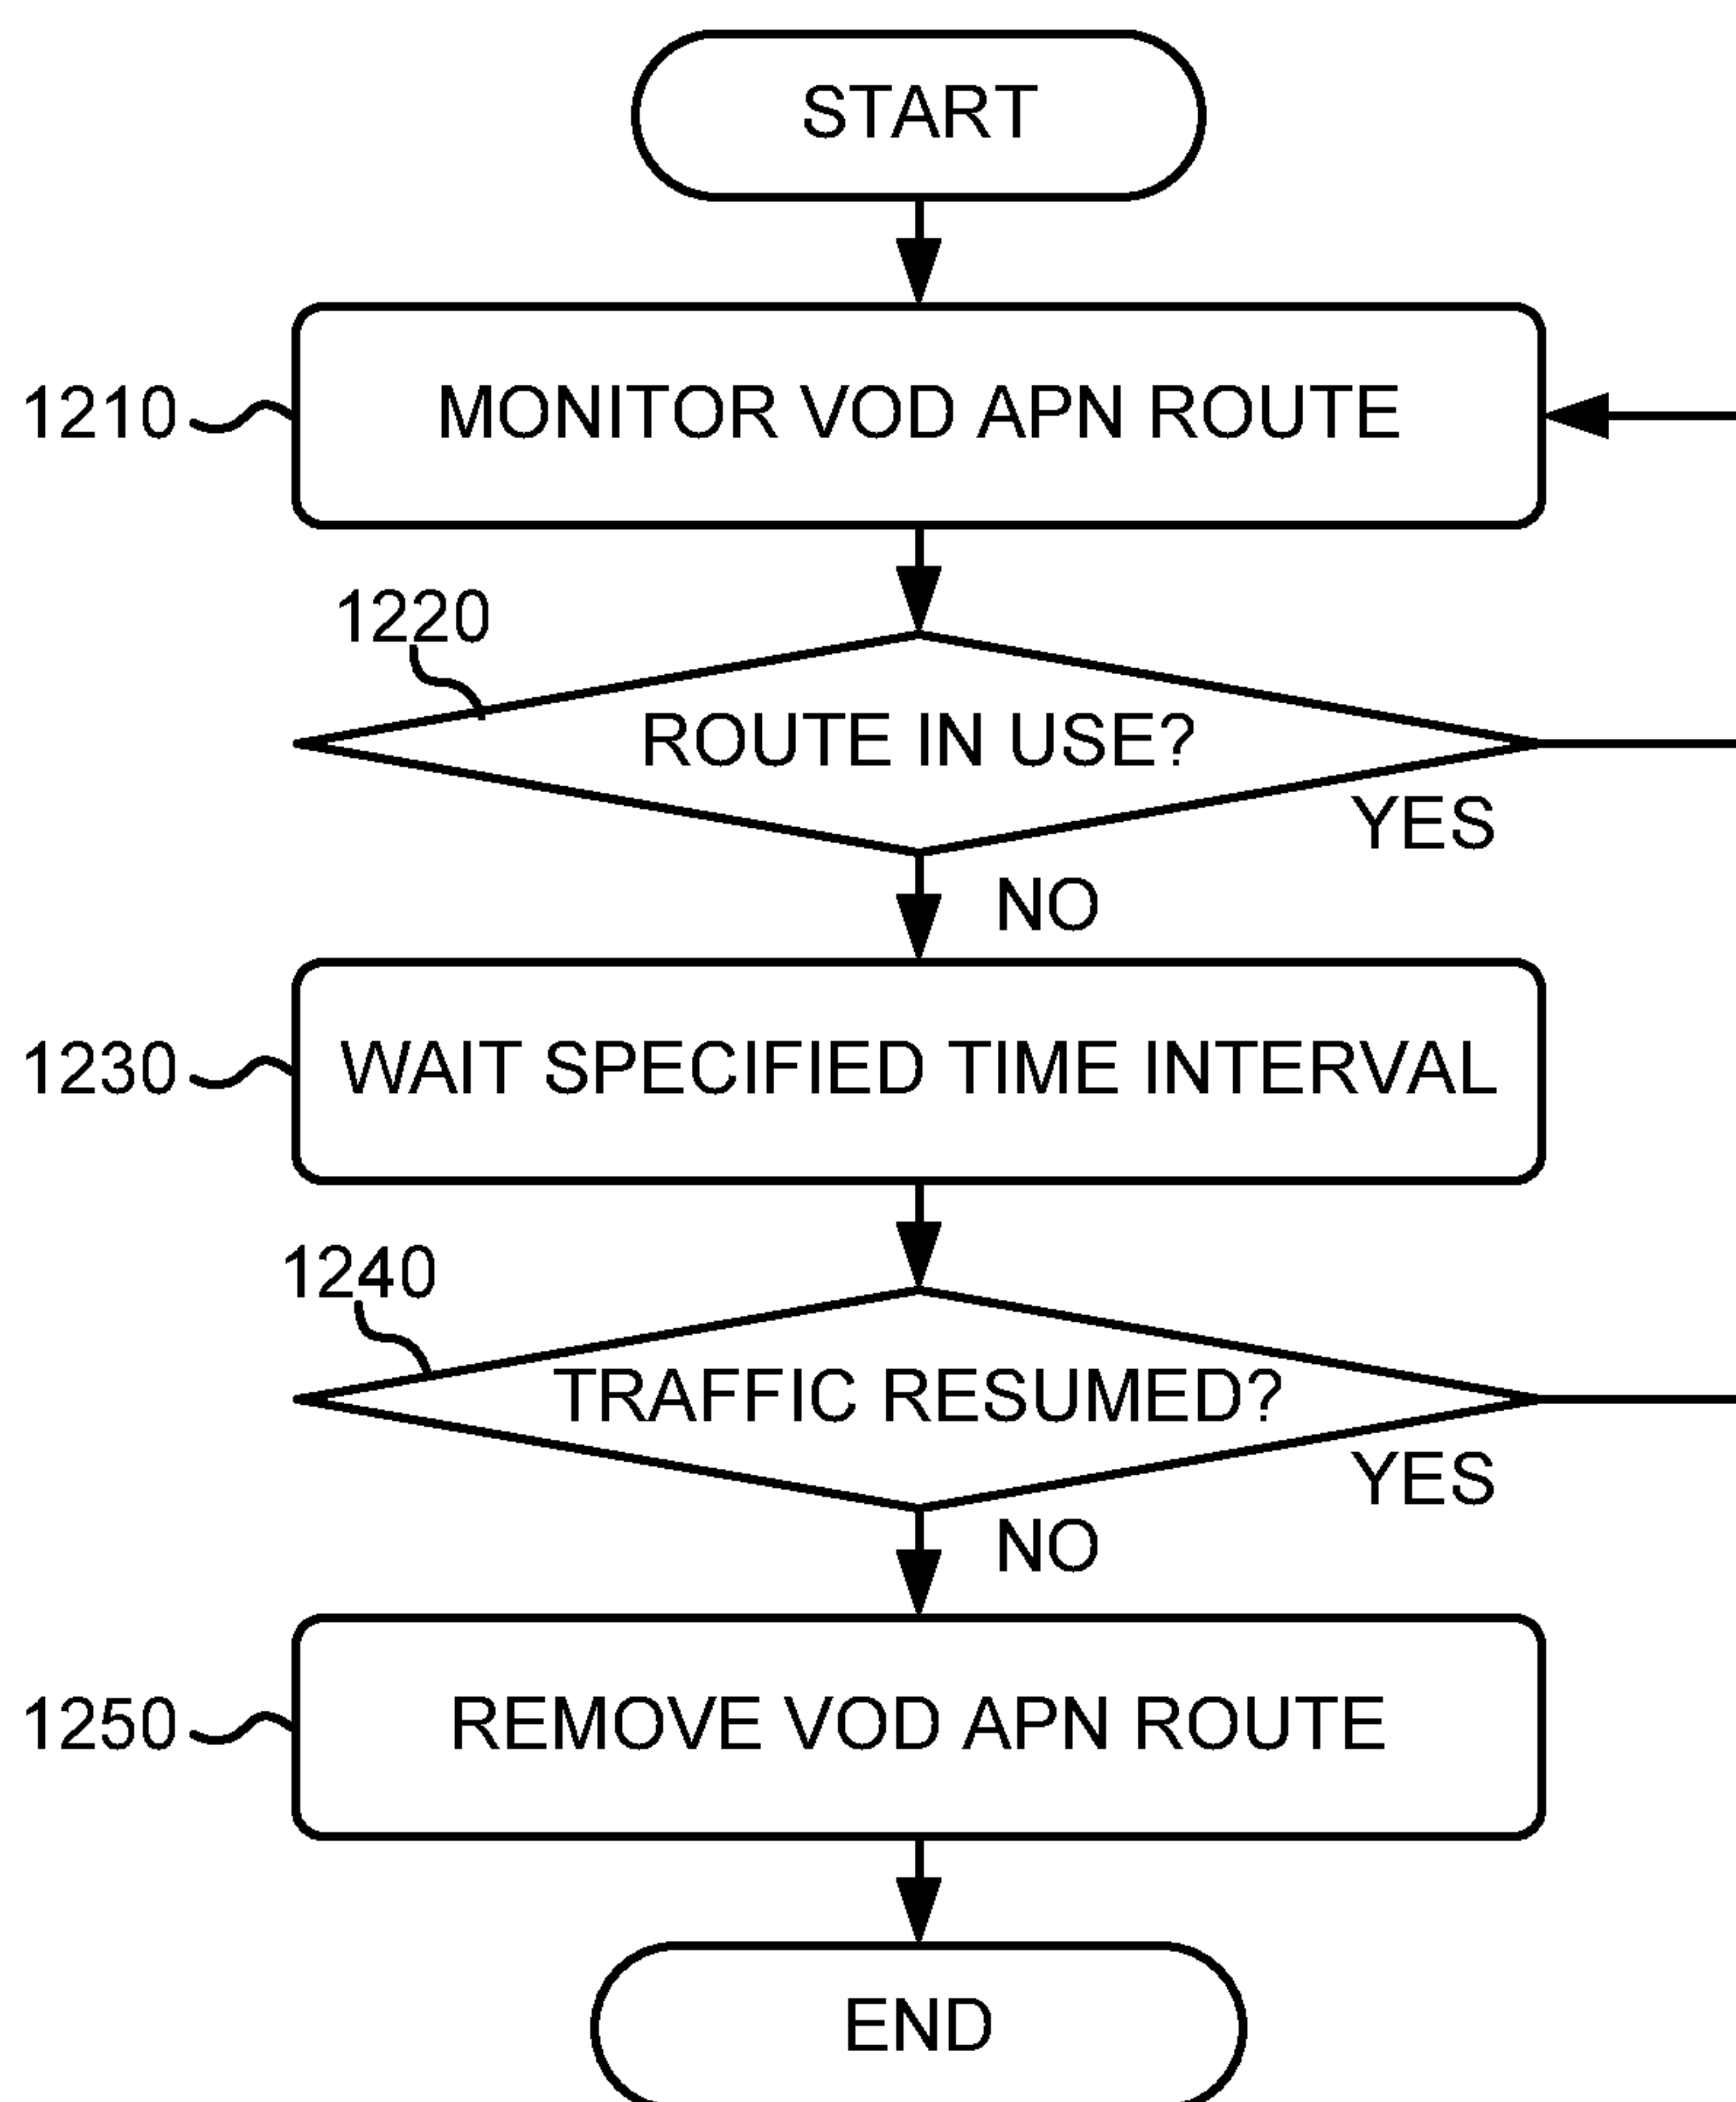 START
1210
MONITOR VOD APN ROUTE
1220
ROUTE IN USE?
YES
NO
1230
WAIT SPECIFIED TIME INTERVAL
1240
TRAFFIC RESUMED?
YES
NO
1250
REMOVE VOD APN ROUTE
END